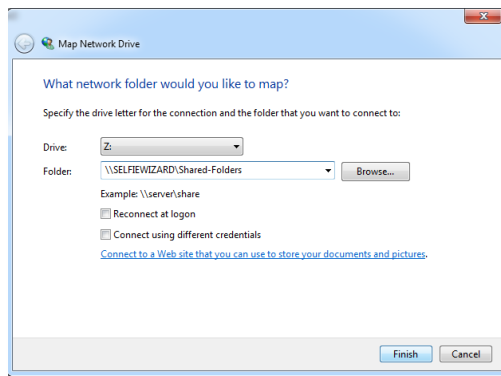 Map Network Drive
What network folder would you like to map?
Specify the drive letter for the connection and the folder that you want to connect to:
Drive: Z:
Folder: \\SELFIEWIZARD\Shared-Folders Browse...
Example: \\server\share
Reconnect at logon
Connect using different credentials
Connect to a Web site that you can use to store your documents and pictures.
Finish Cancel